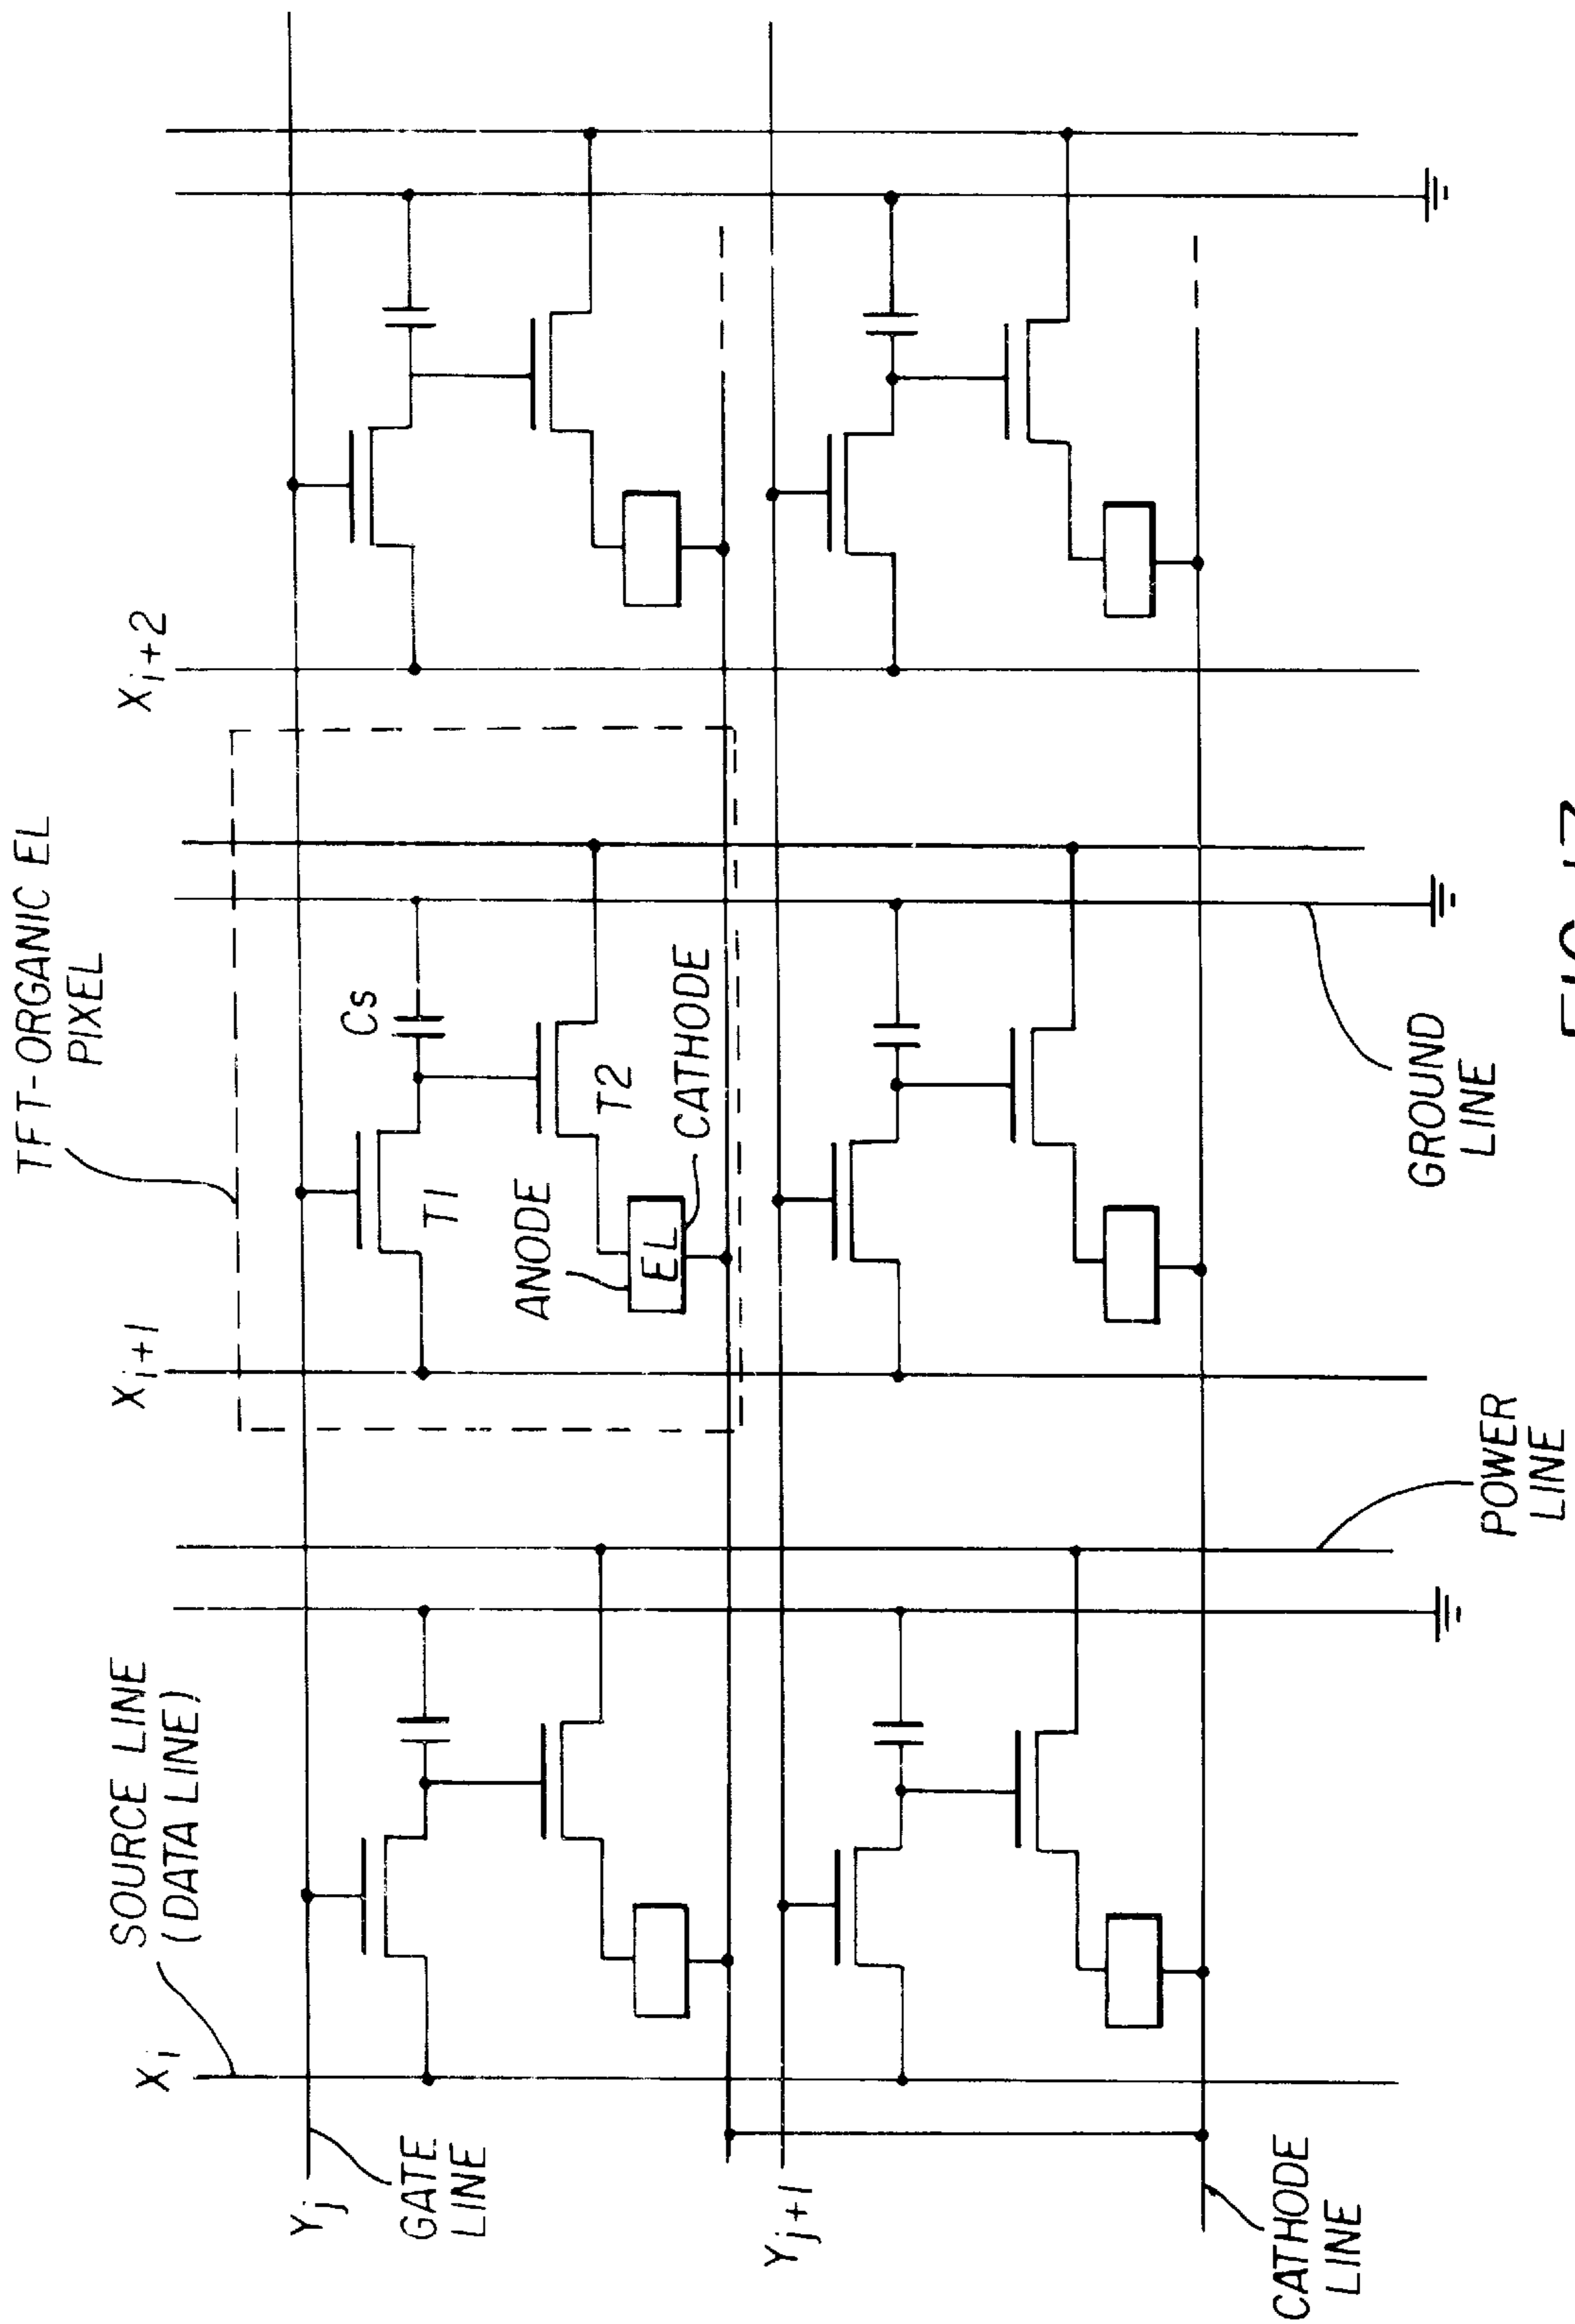 TFT-ORGANIC EL
PIXEL
SOURCE LINE
(DATA LINE)
Xi
Xi+1
Xi+2
Yj
GATE
LINE
T1
Cs
T2
ANODE
EL
CATHODE
Yj+1
CATHODE
LINE
POWER
LINE
GROUND
LINE